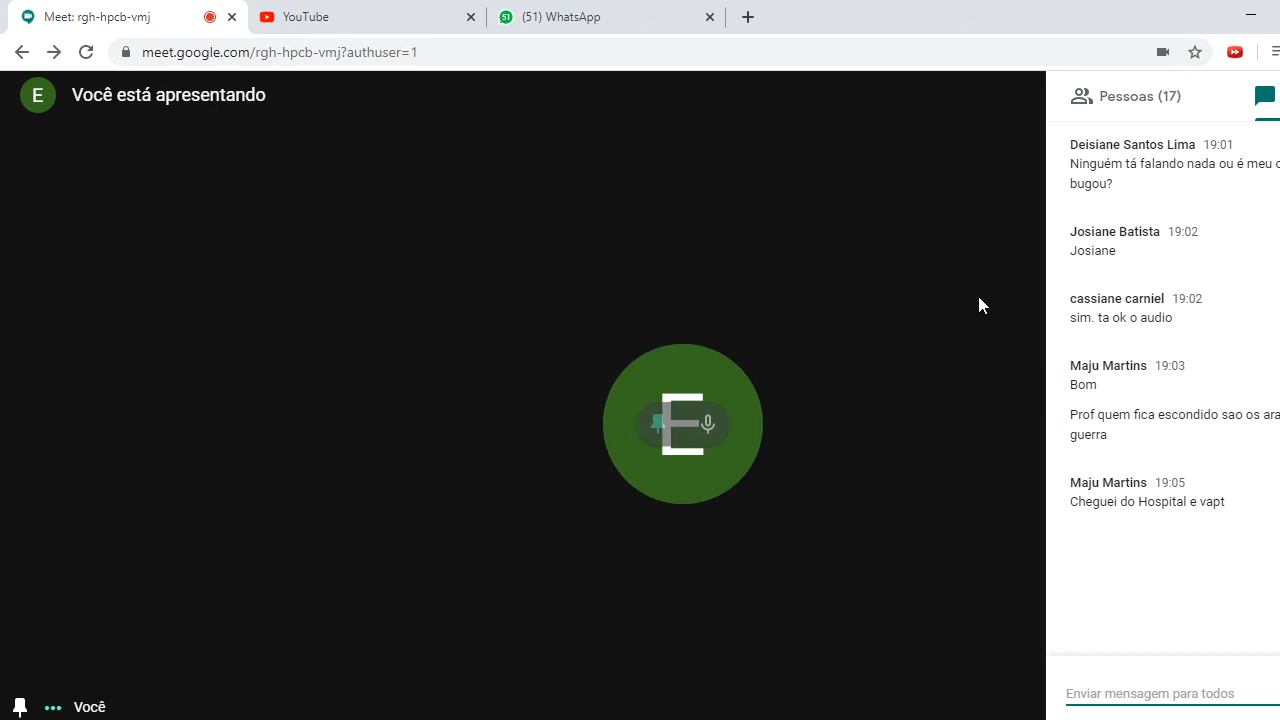 Meet: rgh-hpcb-vmj
YouTube
(51) WhatsApp
meet.google.com/rgh-hpcb-vmj?authuser=1
E
Você está apresentando
E
Você
Pessoas (17)
Deisiane Santos Lima 19:01
Ninguém tá falando nada ou é meu
bugou?
Josiane Batista 19:02
Josiane
cassiane carniel 19:02
sim. ta ok o audio
Maju Martins 19:03
Bom
Prof quem fica escondido sao os
guerra
Maju Martins 19:05
Cheguei do Hospital e vapt
Enviar mensagem para todos